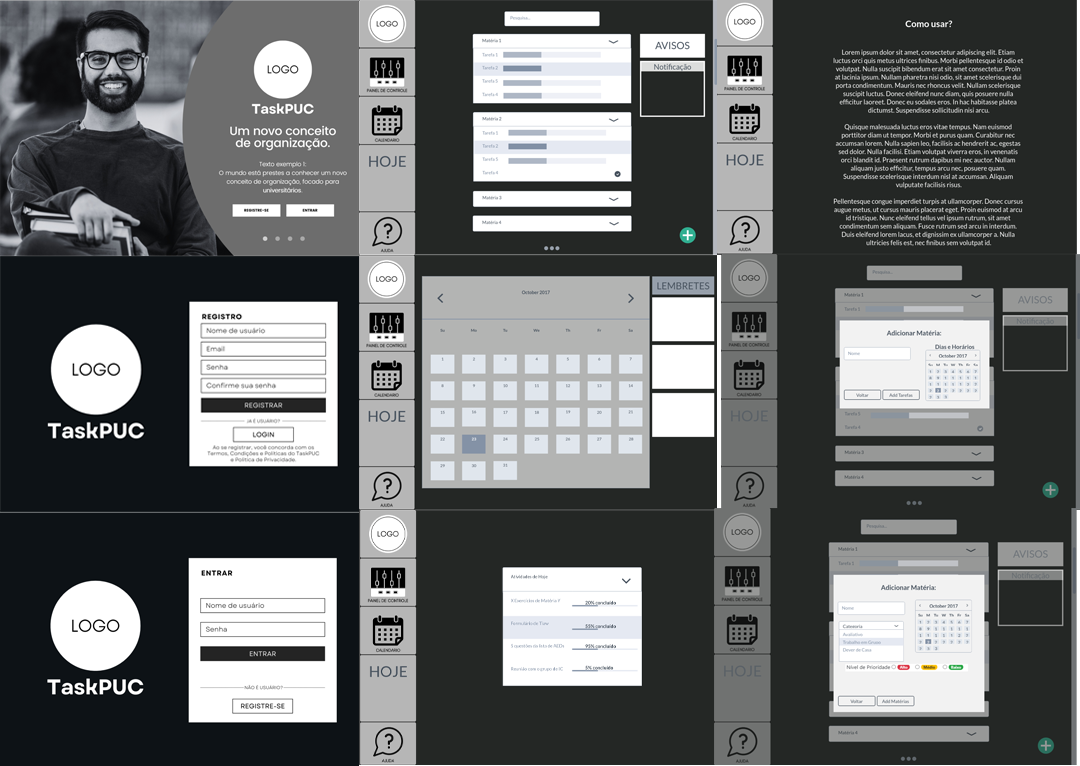 LOGO
TaskPUC
Um novo conceito
de organização.
Texto exemplo 1:
O mundo está prestes a conhecer um novo
conceito de organização, focado para
universitários.
REGISTRE-SE
ENTRAR
LOGO
PAINEL DE CONTROLE
CALENDÁRIO
HOJE
AJUDA
Pesquisa...
Matéria 1
Tarefa 1
Tarefa 2
Tarefa 3
Tarefa 4
Matéria 2
Tarefa 1
Tarefa 2
Tarefa 3
Tarefa 4
Matéria 3
Matéria 4
AVISOS
Notificação
LOGO
PAINEL DE CONTROLE
CALENDÁRIO
HOJE
AJUDA
Como usar?
Lorem ipsum dolor sit amet, consectetur adipiscing elit. Etiam
luctus orci quis metus ultrices finibus. Morbi pellentesque id odio et
volutpat. Nulla suscipit bibendum erat sit amet consectetur. Proin
at lacinia ipsum. Nullam pharetra nisi odio, sit amet scelerisque dui
porta condimentum. Mauris nec rhoncus velit. Nullam scelerisque
suscipit luctus. Donec eleifend nunc diam, quis posuere nulla
efficitur laoreet. Donec eu sodales eros. In hac habitasse platea
dictumst. Suspendisse sollicitudin nisi arcu.
Quisque malesuada luctus eros vitae tempus. Nam euismod
porttitor diam ut tempor. Morbi et purus quam. Curabitur nec
accumsan lorem. Nulla sapien leo, facilisis ac hendrerit ac, egestas
sed dolor. Nulla facilisi. Etiam volutpat viverra eros, in venenatis
orci blandit id. Praesent rutrum dapibus mi nec auctor. Nullam
aliquam justo efficitur, tempus arcu nec, posuere quam.
Suspendisse scelerisque interdum nisl at accumsan. Aliquam
vulputate facilisis risus.
Pellentesque congue imperdiet turpis at ullamcorper. Donec cursus
augue metus, ut cursus mauris placerat eget. Proin euismod at arcu
id tristique. Nunc eleifend tellus vel ipsum rutrum, sit amet
condimentum sem aliquam. Fusce rutrum sed arcu in interdum.
Duis eleifend lorem lacus, et dignissim ex ullamcorper a. Nulla
ultricies felis est, nec finibus sem volutpat id.
LOGO
TaskPUC
REGISTRO
Nome de usuário
Email
Senha
Confirme sua senha
REGISTRAR
JÁ É USUÁRIO?
LOGIN
Ao se registrar, você concorda com os
Termos, Condições e Políticas do TaskPUC
e Política de Privacidade.
LOGO
PAINEL DE CONTROLE
CALENDÁRIO
HOJE
AJUDA
October 2017
Su Mo Tu We Th Fr Sa
1 2 3 4 5 6 7
8 9 10 11 12 13 14
15 16 17 18 19 20 21
22 23 24 25 26 27 28
29 30 31
LEMBRETES
LOGO
PAINEL DE CONTROLE
CALENDÁRIO
HOJE
AJUDA
Pesquisa...
Matéria 1
Tarefa 1
Adicionar Matéria:
Nome
Dias e Horários
October 2017
Voltar
Add Tarefas
Tarefa 3
Tarefa 4
Matéria 3
Matéria 4
AVISOS
Notificação
LOGO
TaskPUC
ENTRAR
Nome de usuário
Senha
ENTRAR
NÃO É USUÁRIO?
REGISTRE-SE
LOGO
PAINEL DE CONTROLE
CALENDÁRIO
HOJE
AJUDA
Atividades de Hoje
X Exercícios de Matéria Y
20% concluído
Formulário de Tiaw
55% concluído
5 questões da lista de AEDs
95% concluído
Reunião com o grupo de IC
5% concluído
LOGO
PAINEL DE CONTROLE
CALENDÁRIO
HOJE
AJUDA
Pesquisa...
Matéria 1
Adicionar Matéria:
Nome
October 2017
Categoria
Avaliativo
Trabalho em Grupo
Dever de Casa
Nível de Prioridade
Alta
Média
Baixa
Voltar
Add Matérias
Matéria 4
AVISOS
Notificação